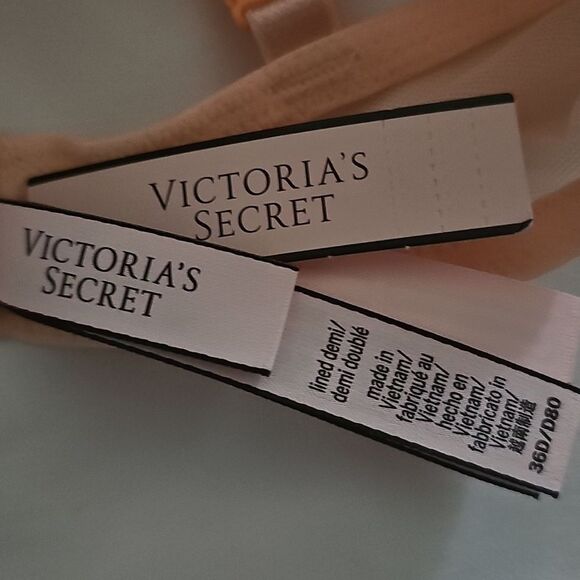 VICTORIA'S
SECRET
VICTORIA'S
SECRET
lined demi/
demi doublé
made in
Vietnam/
fabriqué au
Vietnam/
hecho en
Vietnam/
fabbricato in
Vietnam/
越南制造
36D/D80